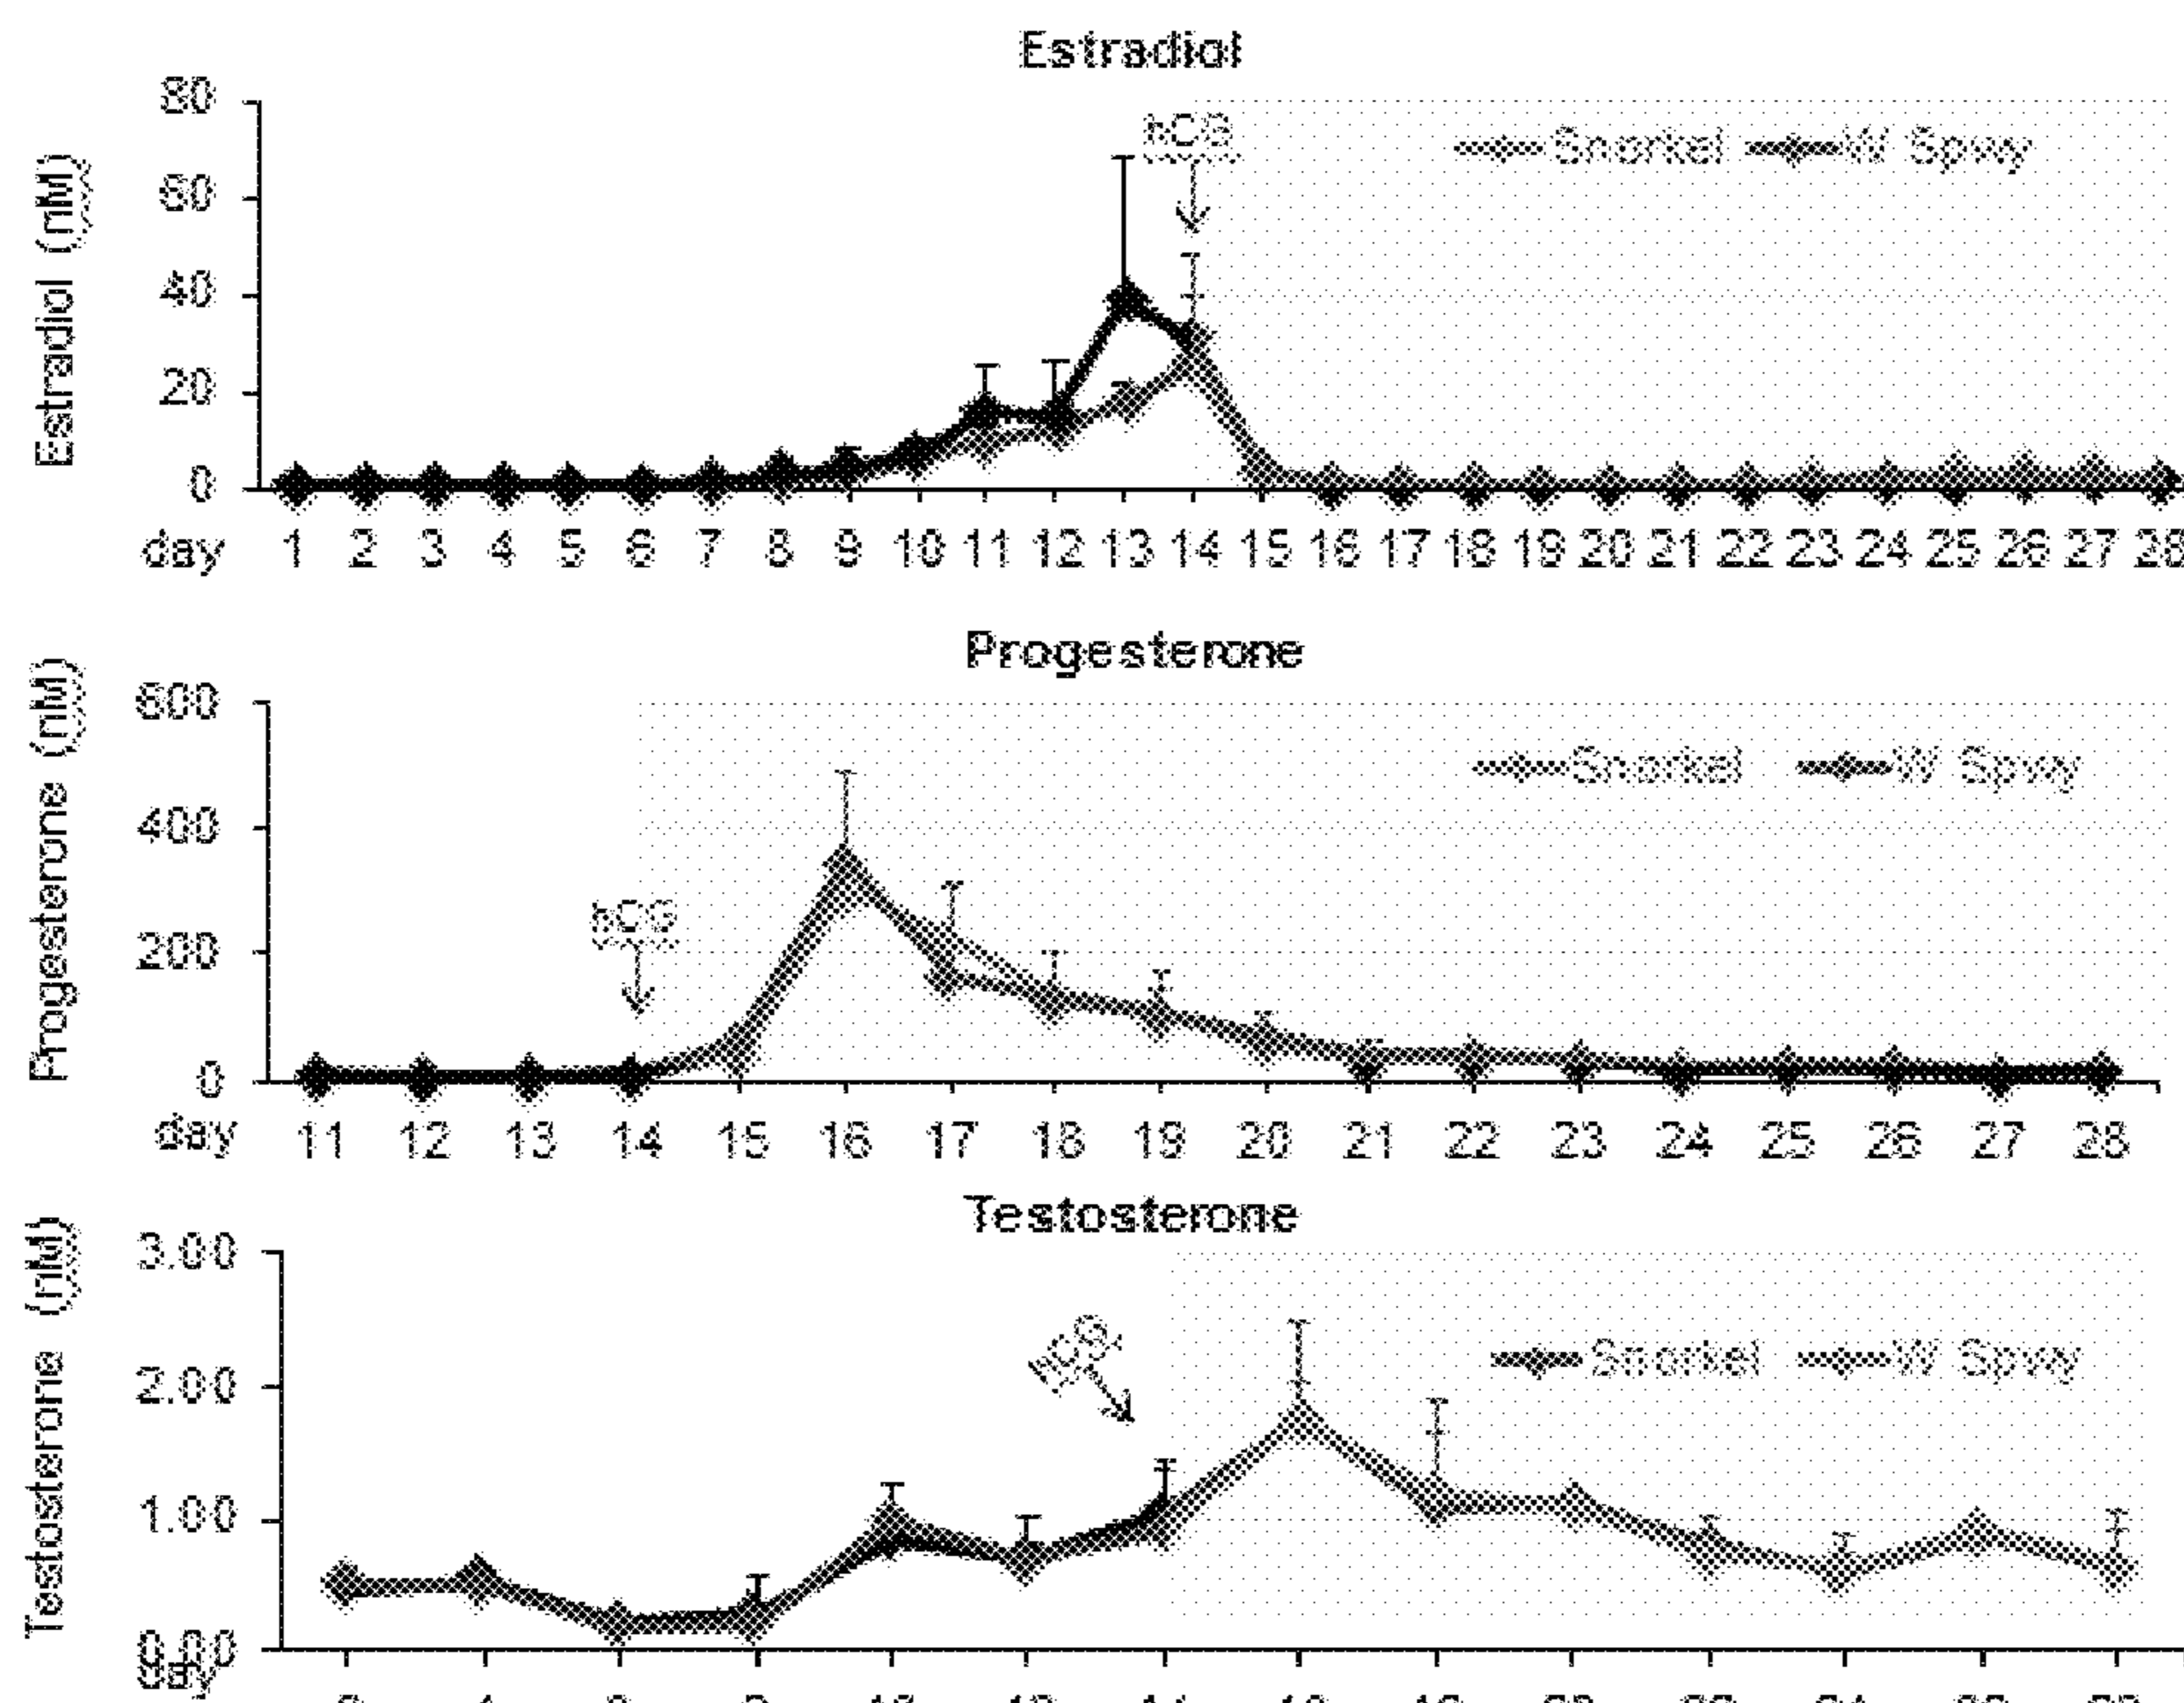 Estradiol
Estradiol (nM)
80
60
40
20
0
hCG
Snorkel
W Spwy
day 1 2 3 4 5 6 7 8 9 10 11 12 13 14 15 16 17 18 19 20 21 22 23 24 25 26 27 28
Progesterone
Progesterone (nM)
600
400
200
0
hCG
Snorkel
W Spwy
day 11 12 13 14 15 16 17 18 19 20 21 22 23 24 25 26 27 28
Testosterone
Testosterone (nM)
3.00
2.00
1.00
0.00
hCG
Snorkel
W Spwy
day